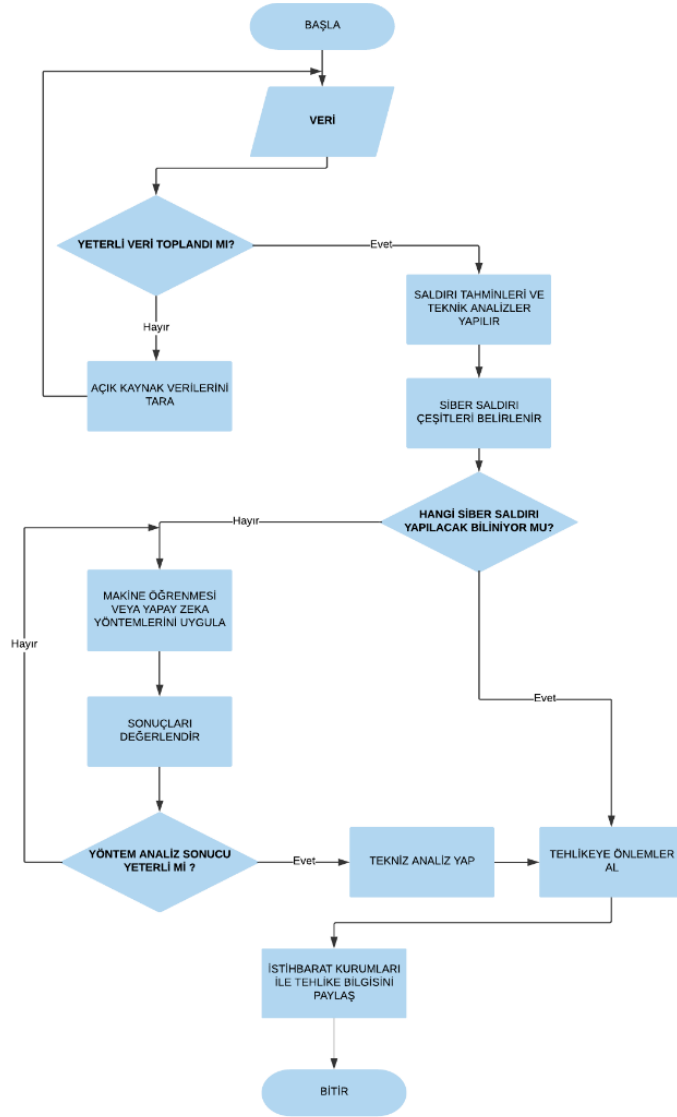 BAŞLA
VERİ
YETERLİ VERİ TOPLANDI MI?
Evet
Hayır
AÇIK KAYNAK VERİLERİNİ
TARA
SALDIRI TAHMİNLERİ VE
TEKNİK ANALİZLER
YAPILIR
SİBER SALDIRI
ÇEŞİTLERİ BELİRLENİR
HANGİ SİBER SALDIRI
YAPILACAK BİLİNİYOR MU?
Hayır
Evet
MAKİNE ÖĞRENMESİ
VEYA YAPAY ZEKA
YÖNTEMLERİNİ UYGULA
SONUÇLARI
DEĞERLENDİR
YÖNTEM ANALİZ SONUCU
YETERLİ Mİ ?
Hayır
Evet
TEKNİZ ANALİZ YAP
TEHLİKEYE ÖNLEMLER
AL
İSTİHBARAT KURUMLARI
İLE TEHLİKE BİLGİSİNİ
PAYLAŞ
BİTİR